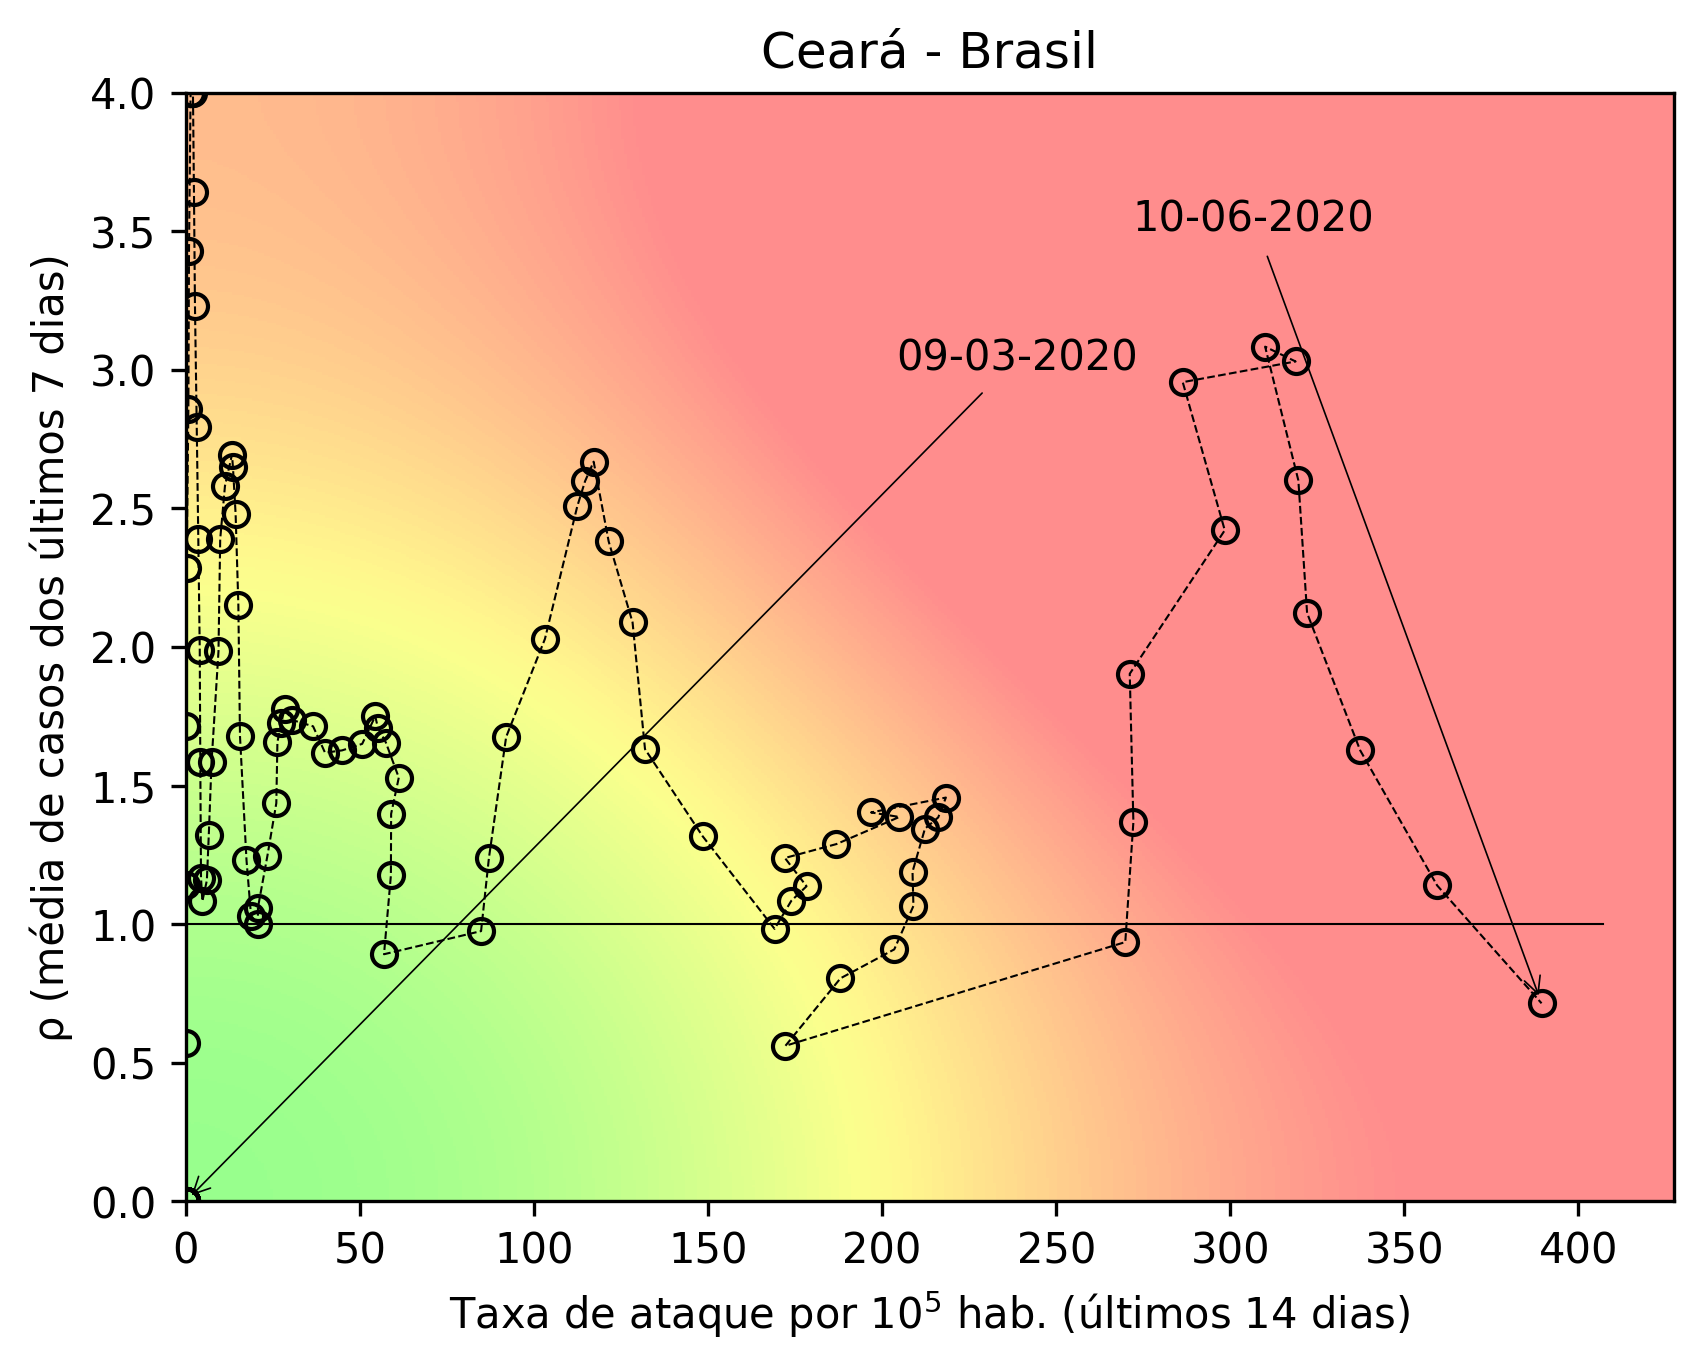 Ceará - Brasil
4.0
3.5
3.0
2.5
2.0
1.5
1.0
0.5
0.0
ρ (média de casos dos últimos 7 dias)
10-06-2020
09-03-2020
0 50 100 150 200 250 300 350 400
Taxa de ataque por 10⁵ hab. (últimos 14 dias)